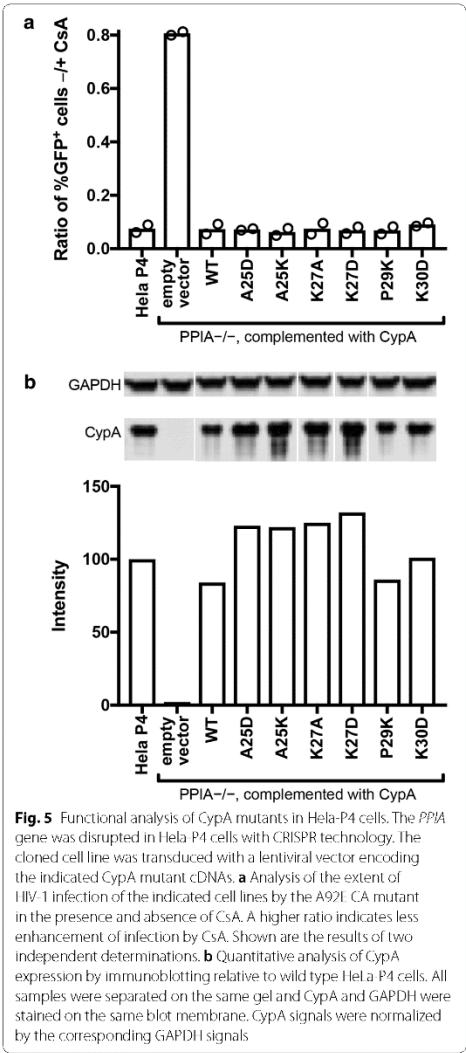 a
Ratio of %GFP+ cells −/+ CsA
0.8
0.6
0.4
0.2
0.0
Hela P4
empty
vector
WT
A25D
A25K
K27A
K27D
P29K
K30D
PPIA−/−, complemented with CypA
b
GAPDH
CypA
Intensity
150
100
50
0
Hela P4
empty
vector
WT
A25D
A25K
K27A
K27D
P29K
K30D
PPIA−/−, complemented with CypA
Fig. 5 Functional analysis of CypA mutants in Hela-P4 cells. The PPIA
gene was disrupted in Hela-P4 cells with CRISPR technology. The
cloned cell line was transduced with a lentiviral vector encoding
the indicated CypA mutant cDNAs. a Analysis of the extent of
HIV-1 infection of the indicated cell lines by the A92E CA mutant
in the presence and absence of CsA. A higher ratio indicates less
enhancement of infection by CsA. Shown are the results of two
independent determinations. b Quantitative analysis of CypA
expression by immunoblotting relative to wild type HeLa-P4 cells. All
samples were separated on the same gel and CypA and GAPDH were
stained on the same blot membrane. CypA signals were normalized
by the corresponding GAPDH signals